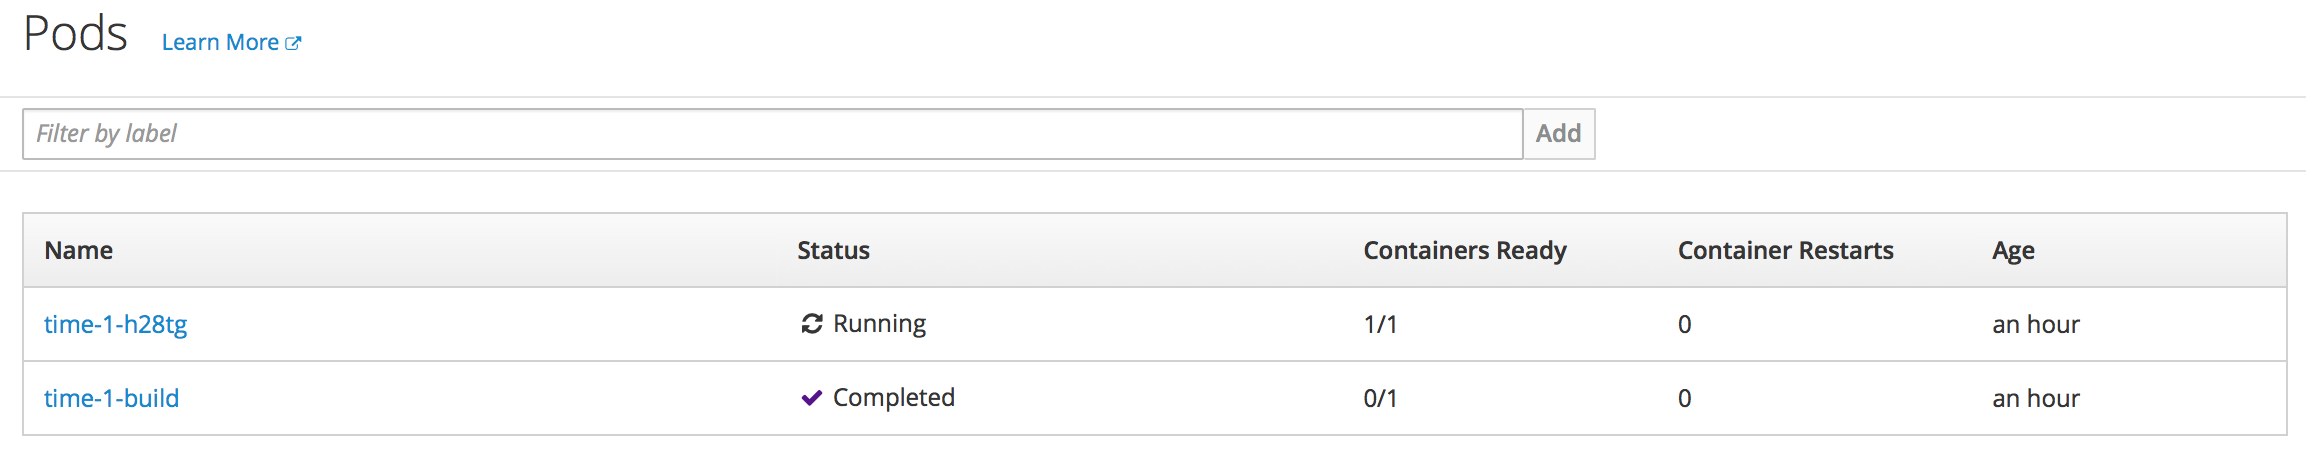 Pods Learn More
Filter by label Add
Name Status Containers Ready Container Restarts Age
time-1-h28tg Running 1/1 0 an hour
time-1-build Completed 0/1 0 an hour